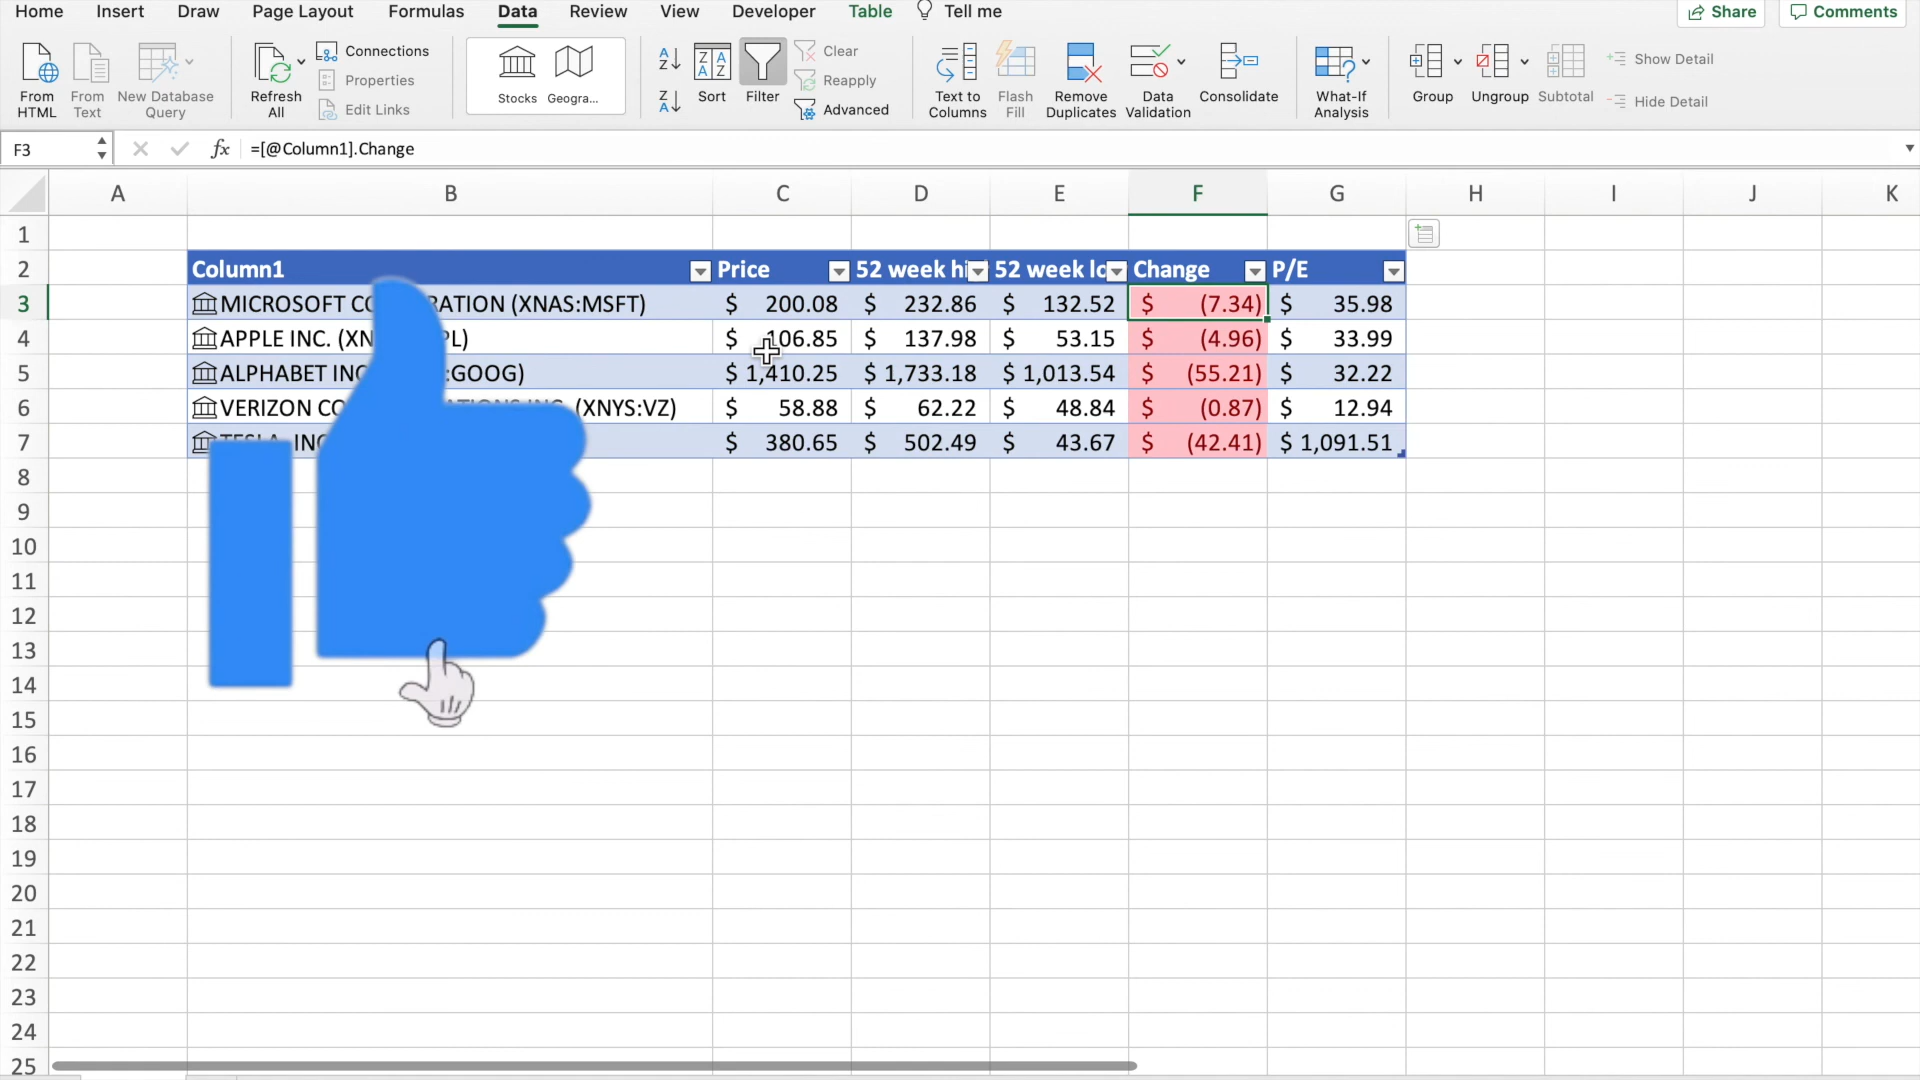 Home Insert Draw Page Layout Formulas Data Review View Developer Table Tell me Share Comments
From HTML From Text New Database Query Refresh All Connections Properties Edit Links Stocks Geogra... Sort Filter Clear Reapply Advanced Text to Columns Flash Fill Remove Duplicates Data Validation Consolidate What-If Analysis Group Ungroup Subtotal Show Detail Hide Detail
F3 fx =[@Column1].Change
A B C D E F G H I J K
1
2 Column1 Price 52 week hi 52 week lo Change P/E
3 MICROSOFT CO RATION (XNAS:MSFT) $ 200.08 $ 232.86 $ 132.52 $ (7.34) $ 35.98
4 APPLE INC. (XN PL) $ 106.85 $ 137.98 $ 53.15 $ (4.96) $ 33.99
5 ALPHABET INC :GOOG) $ 1,410.25 $ 1,733.18 $ 1,013.54 $ (55.21) $ 32.22
6 VERIZON CO (XNYS:VZ) $ 58.88 $ 62.22 $ 48.84 $ (0.87) $ 12.94
7 TESLA, INC $ 380.65 $ 502.49 $ 43.67 $ (42.41) $ 1,091.51
8
9
10
11
12
13
14
15
16
17
18
19
20
21
22
23
24
25